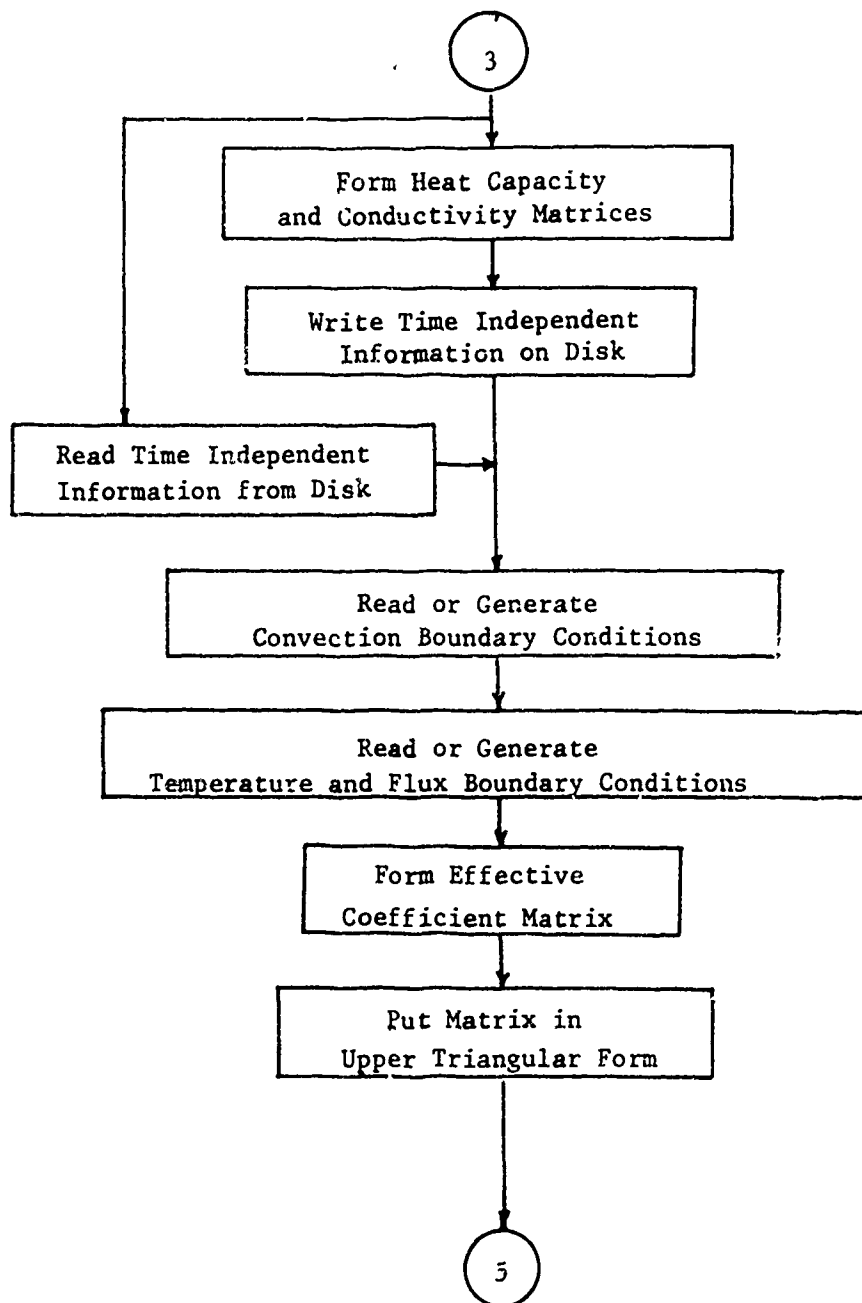 3
Form Heat Capacity
and Conductivity Matrices
Write Time Independent
Information on Disk
Read Time Independent
Information from Disk
Read or Generate
Convection Boundary Conditions
Read or Generate
Temperature and Flux Boundary Conditions
Form Effective
Coefficient Matrix
Put Matrix in
Upper Triangular Form
5